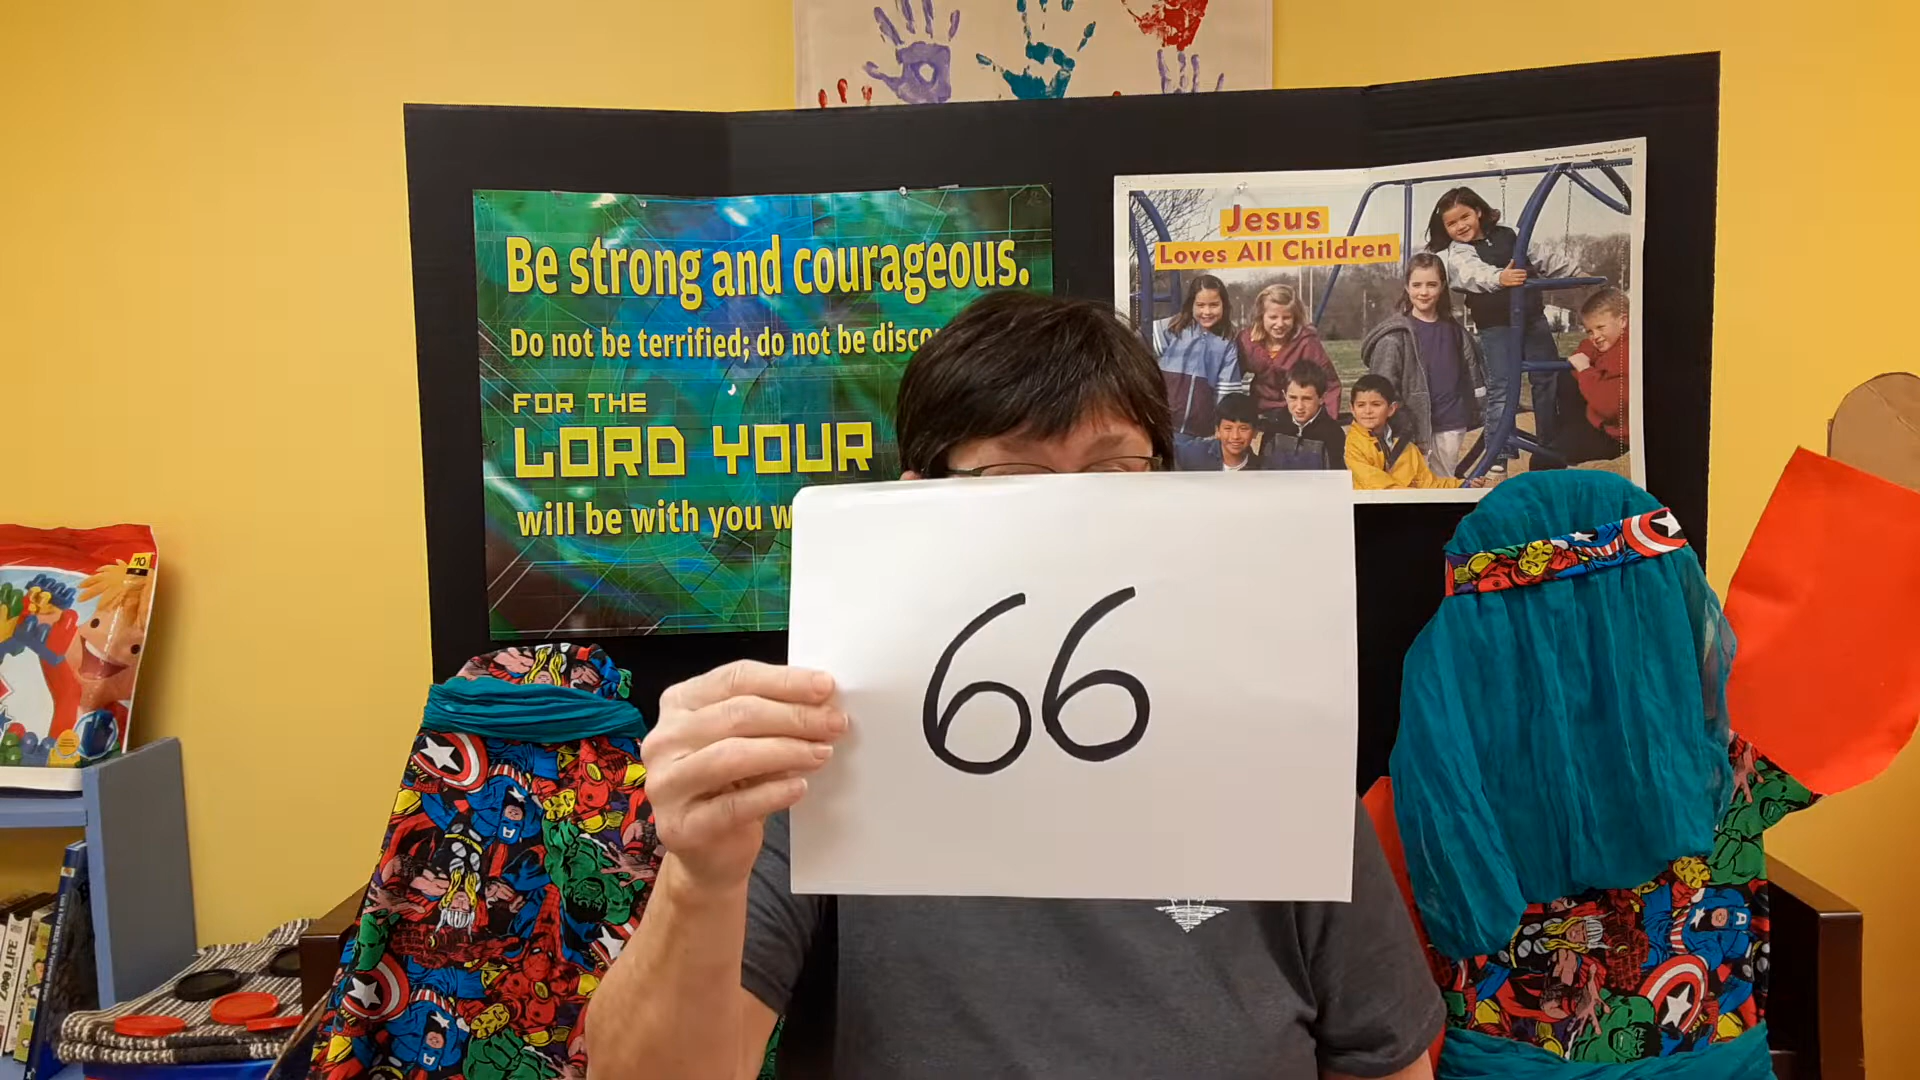 Be strong and courageous.
Do not be terrified; do not be disco
FOR THE
LORD YOUR
will be with you w
Jesus
Loves All Children
66